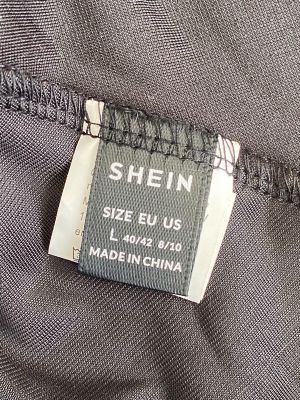 SHEIN
SIZE EU US
L 40/42 8/10
MADE IN CHINA